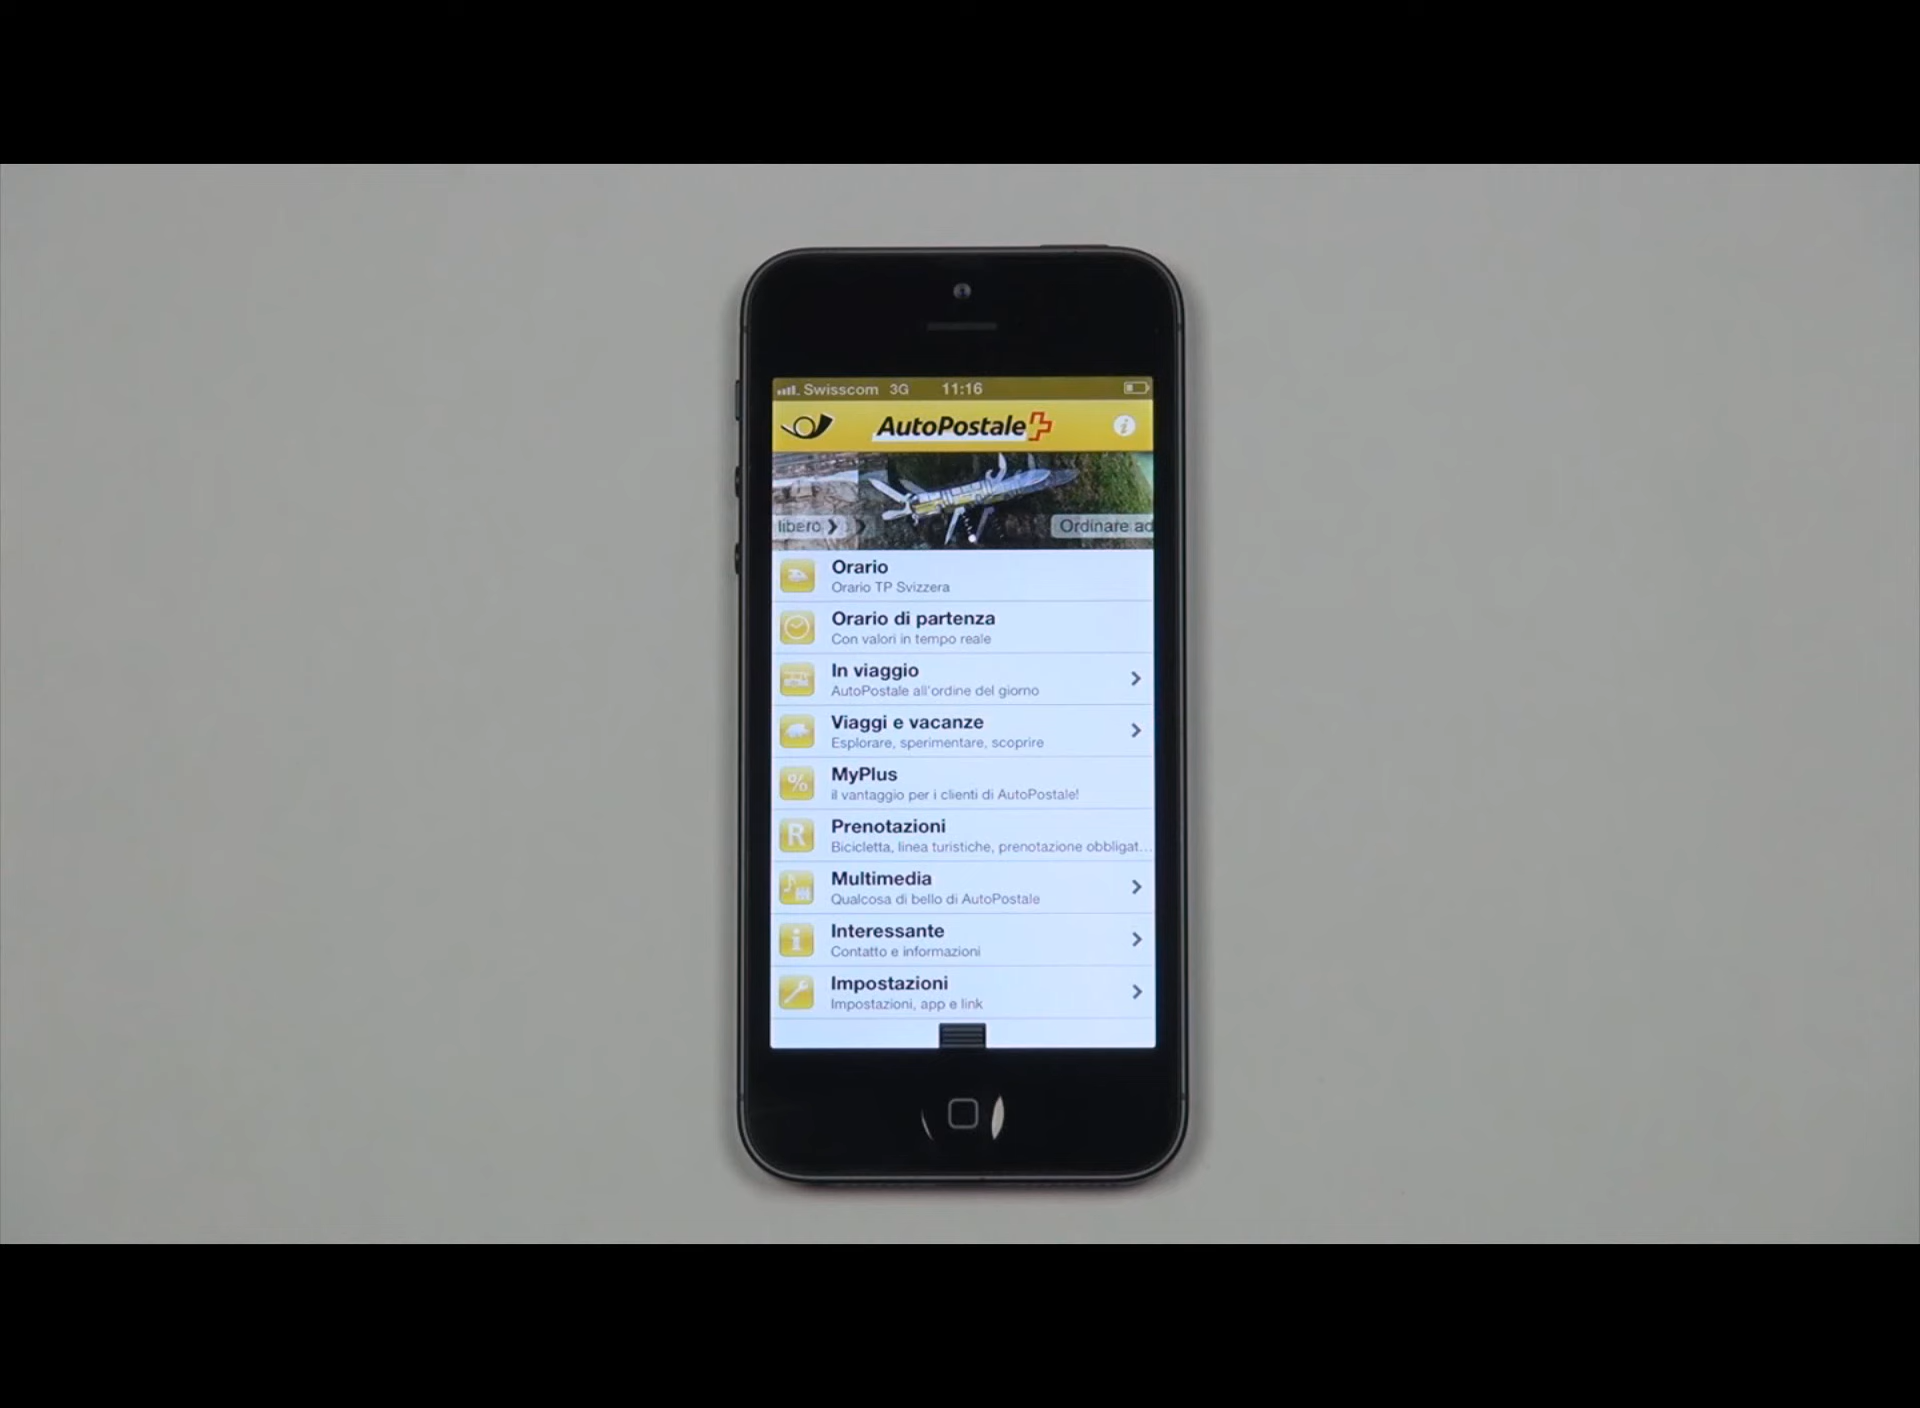 Swisscom 3G 11:16
AutoPostale
libero
Ordinare ad
Orario
Orario TP Svizzera
Orario di partenza
Con valori in tempo reale
In viaggio
AutoPostale all'ordine del giorno
Viaggi e vacanze
Esplorare, sperimentare, scoprire
%
MyPlus
il vantaggio per i clienti di AutoPostale!
R
Prenotazioni
Bicicletta, linea turistiche, prenotazione obbligat...
Multimedia
Qualcosa di bello di AutoPostale
i
Interessante
Contatto e informazioni
Impostazioni
Impostazioni, app e link